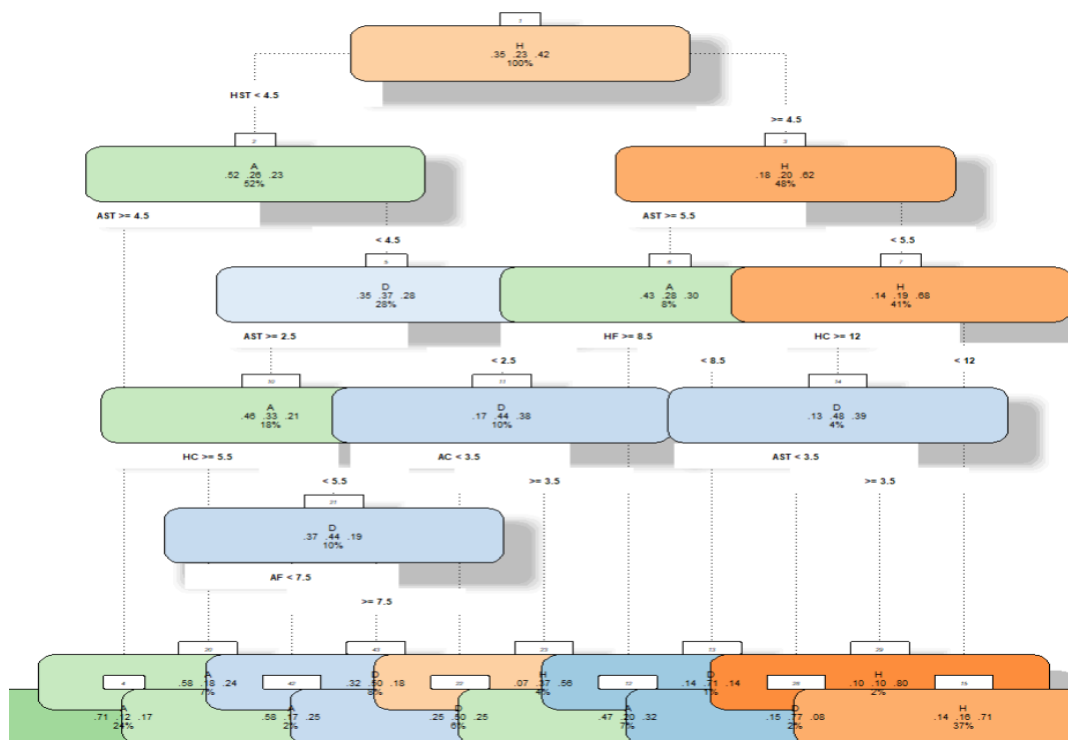 1
H
.35 .23 .42
100%
HST < 4.5
>= 4.5
2
3
A
.52 .26 .23
52%
H
.18 .20 .62
48%
AST >= 4.5
AST >= 5.5
< 4.5
< 5.5
5
6
7
D
.35 .37 .28
28%
A
.43 .28 .30
8%
H
.14 .19 .68
41%
AST >= 2.5
HF >= 8.5
HC >= 12
< 2.5
< 8.5
< 12
10
11
14
A
.46 .33 .21
18%
D
.17 .44 .38
10%
D
.13 .48 .39
4%
HC >= 5.5
AC < 3.5
AST < 3.5
< 5.5
>= 3.5
>= 3.5
21
D
.37 .44 .19
10%
AF < 7.5
>= 7.5
20
43
23
13
29
A
.58 .18 .24
7%
.32 .50 .18
8%
H
.07 .37 .56
4%
D
.14 .71 .14
1%
H
.10 .10 .80
2%
4
42
22
12
28
15
A
.71 .12 .17
24%
A
.58 .17 .25
2%
D
.25 .50 .25
6%
A
.47 .20 .32
7%
D
.15 .77 .08
2%
H
.14 .16 .71
37%